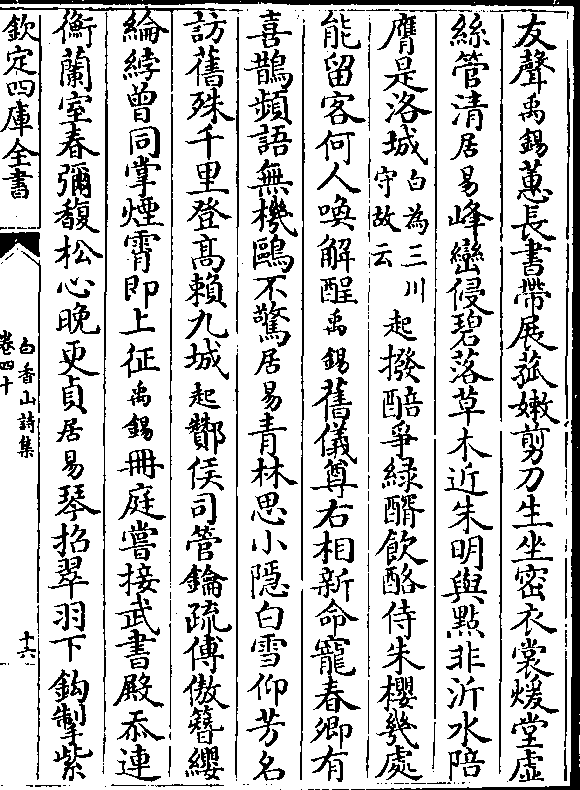 友聲禹錫蕙長書帶展菰嫩剪刀生坐密衣裳煖堂虛
絲管清居易峰巒侵碧落草木近朱明與點非沂水陪
膺是洛城白為三川守故云起撥醅爭綠醑飲酪侍朱櫻幾處
能留客何人喚解酲禹錫舊儀尊右相新命寵春卿有
喜鵲頻語無機鷗不驚居易青林思小隱白雪仰芳名
訪舊殊千里登高賴九城起酇侯司管鑰疏傅傲簪纓
綸綍曾同掌煙霄即上征禹錫冊庭嘗接武書殿忝連
衡蘭室春彌馥松心晚更貞居易琴招翠羽下鈎掣紫
欽定四庫全書
白香山詩集
卷四十
十六